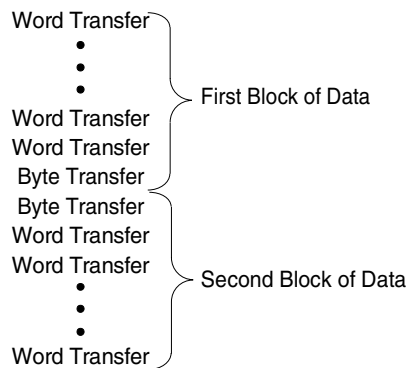 Word Transfer
•
•
•
First Block of Data
Word Transfer
Word Transfer
Byte Transfer
Byte Transfer
Word Transfer
Word Transfer
Second Block of Data
•
•
•
Word Transfer